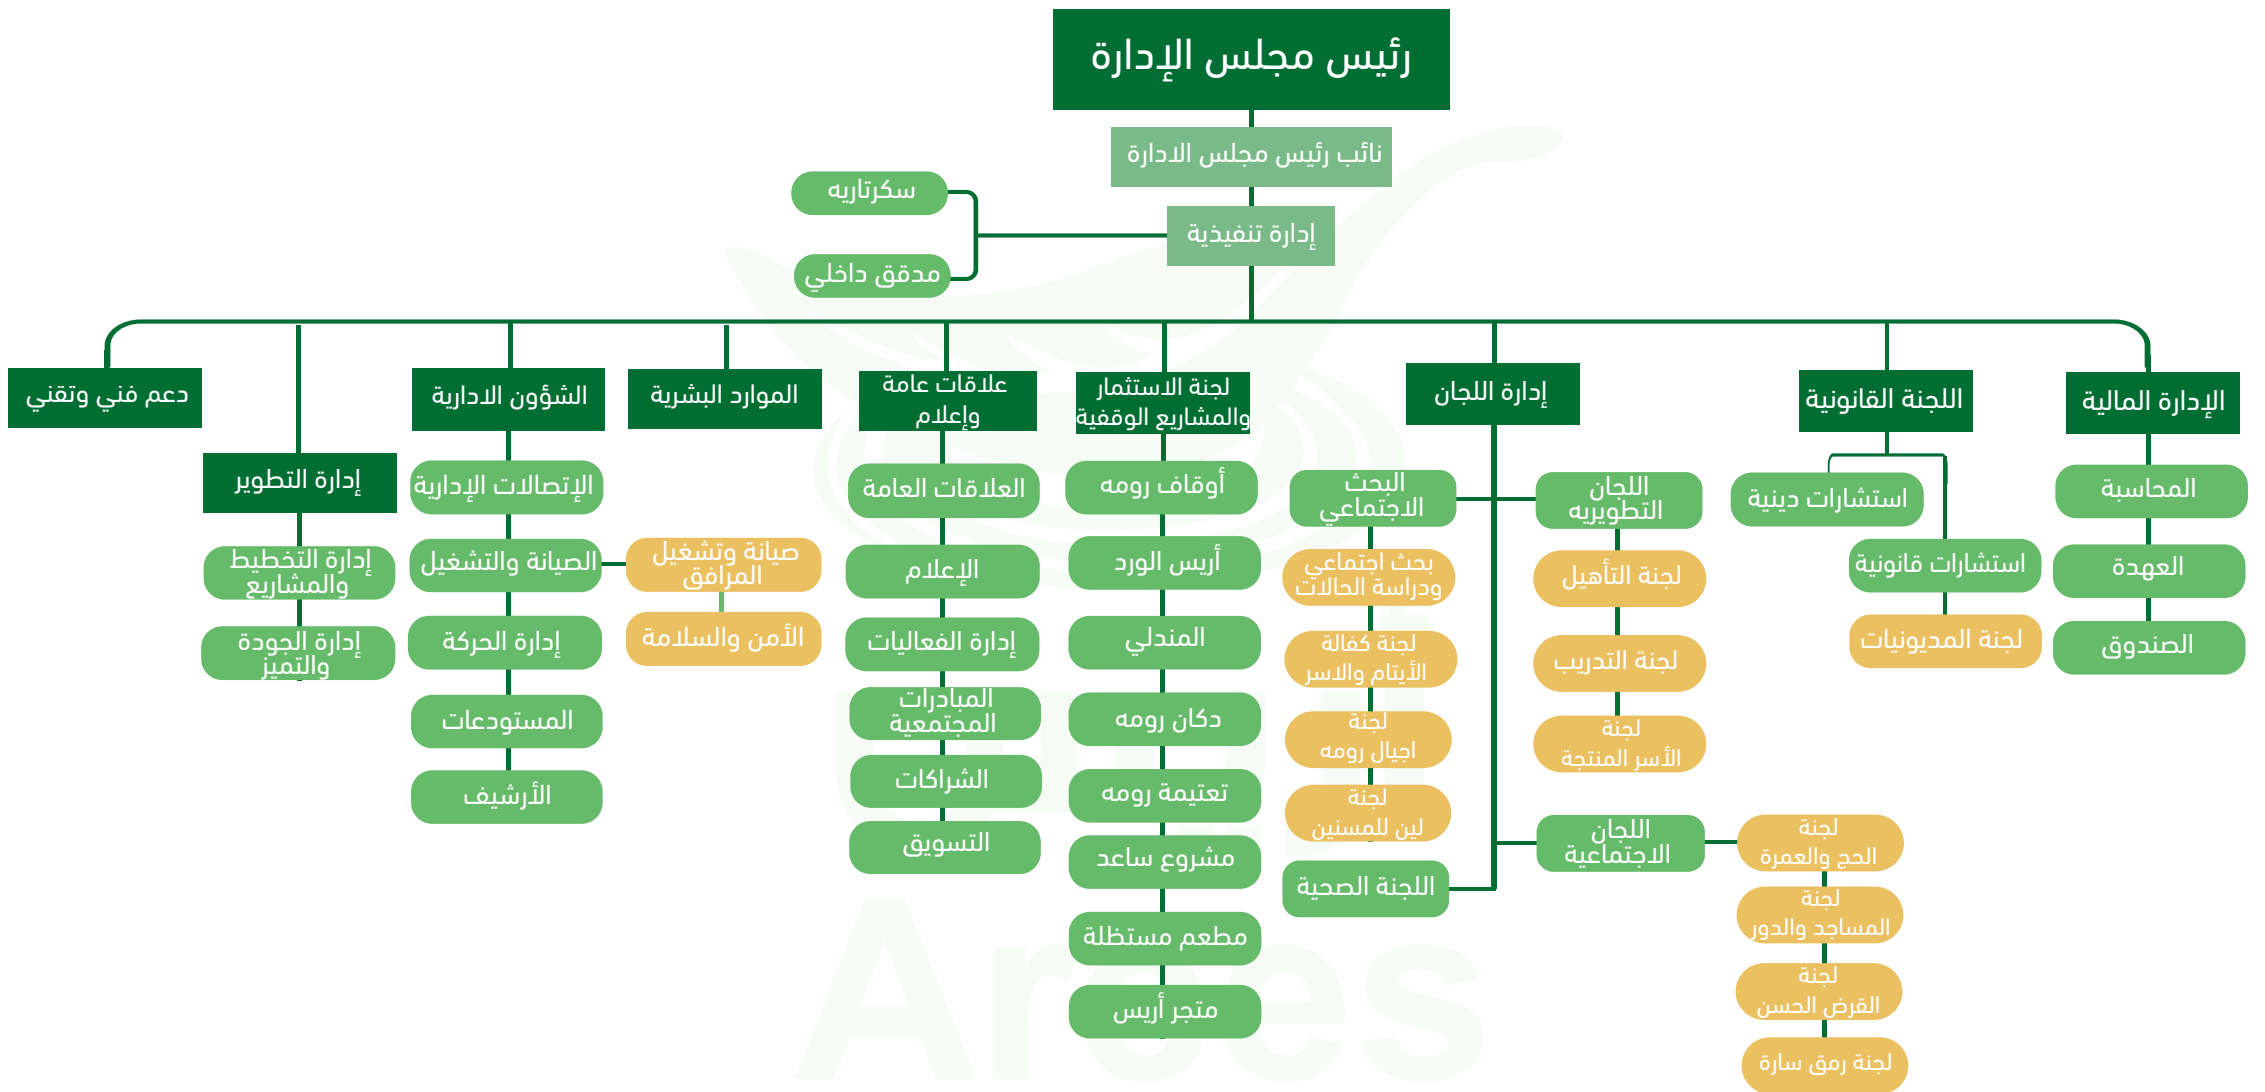 رئيس مجلس الإدارة
نائب رئيس مجلس الادارة
إدارة تنفيذية
سكرتاريه
مدقق داخلي
الإدارة المالية
المحاسبة
العهدة
الصندوق
اللجنة القانونية
استشارات دينية
استشارات قانونية
لجنة المديونيات
إدارة اللجان
اللجان
التطويريه
لجنة التأهيل
لجنة التدريب
لجنة
الأسر المنتجة
اللجان
الاجتماعية
لجنة
الحج والعمرة
لجنة
المساجد والدور
لجنة
القرض الحسن
لجنة رمق سارة
البحث
الاجتماعي
بحث اجتماعي
ودراسة الحالات
لجنة كفالة
الأيتام والاسر
لجنة
اجيال رومه
لجنة
لين للمسنين
اللجنة الصحية
لجنة الاستثمار
والمشاريع الوقفية
أوقاف رومه
أريس الورد
المندلي
دكان رومه
تعتيمة رومه
مشروع ساعد
مطعم مستظلة
متجر أريس
علاقات عامة
وإعلام
العلاقات العامة
الإعلام
إدارة الفعاليات
المبادرات
المجتمعية
الشراكات
التسويق
الموارد البشرية
الشؤون الادارية
الإتصالات الإدارية
الصيانة والتشغيل
صيانة وتشغيل
المرافق
الأمن والسلامة
إدارة الحركة
المستودعات
الأرشيف
إدارة التطوير
إدارة التخطيط
والمشاريع
إدارة الجودة
والتميز
دعم فني وتقني
أريس
Arees